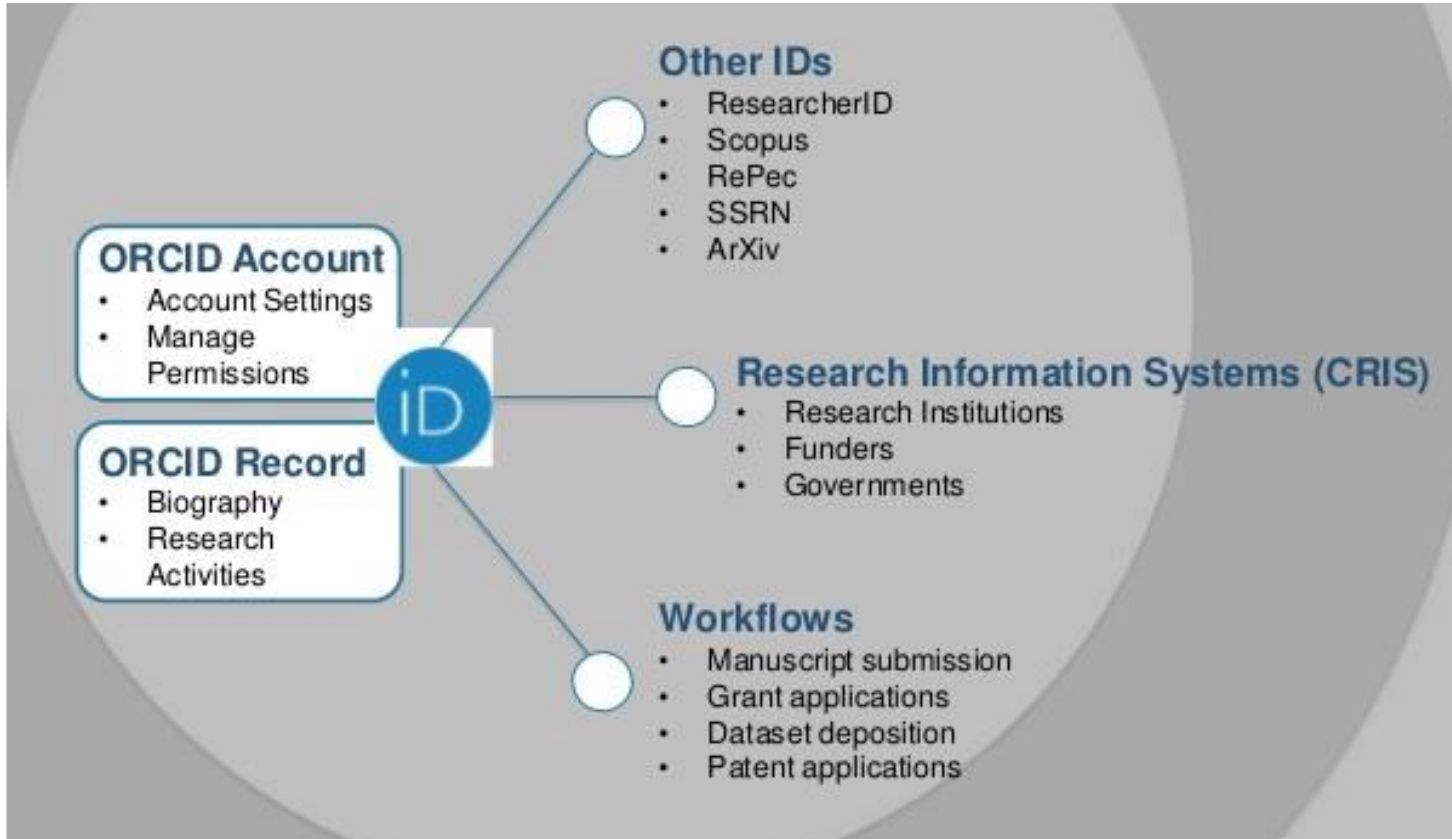 Other IDs
• ResearcherID
• Scopus
• RePec
• SSRN
• ArXiv
ORCID Account
• Account Settings
• Manage
Permissions
iD
ORCID Record
• Biography
• Research
Activities
Research Information Systems (CRIS)
• Research Institutions
• Funders
• Governments
Workflows
• Manuscript submission
• Grant applications
• Dataset deposition
• Patent applications